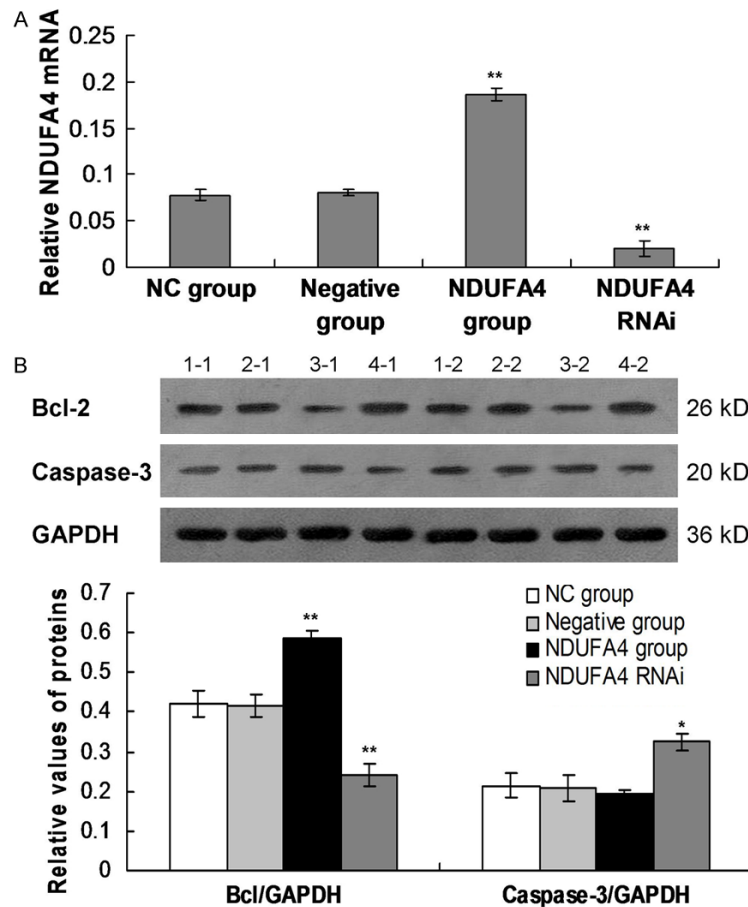 A
Relative NDUFA4 mRNA
0.25
0.2
0.15
0.1
0.05
0
**
**
NC group
Negative group
NDUFA4 group
NDUFA4 RNAi
B
1-1 2-1 3-1 4-1 1-2 2-2 3-2 4-2
Bcl-2 26 kD
Caspase-3 20 kD
GAPDH 36 kD
Relative values of proteins
0.7
0.6
0.5
0.4
0.3
0.2
0.1
0
**
**
*
NC group
Negative group
NDUFA4 group
NDUFA4 RNAi
Bcl/GAPDH
Caspase-3/GAPDH